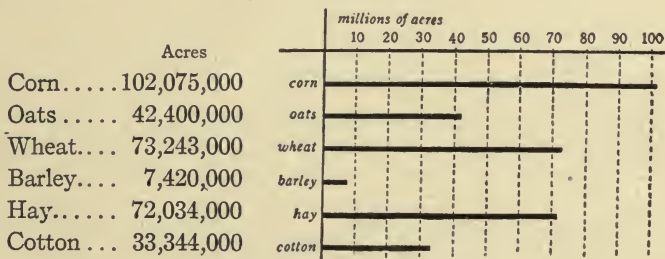 Acres
Corn..... 102,075,000
Oats ..... 42,400,000
Wheat.... 73,243,000
Barley.... 7,420,000
Hay...... 72,034,000
Cotton ... 33,344,000
millions of acres
10 20 30 40 50 60 70 80 90 100
corn
oats
wheat
barley
hay
cotton